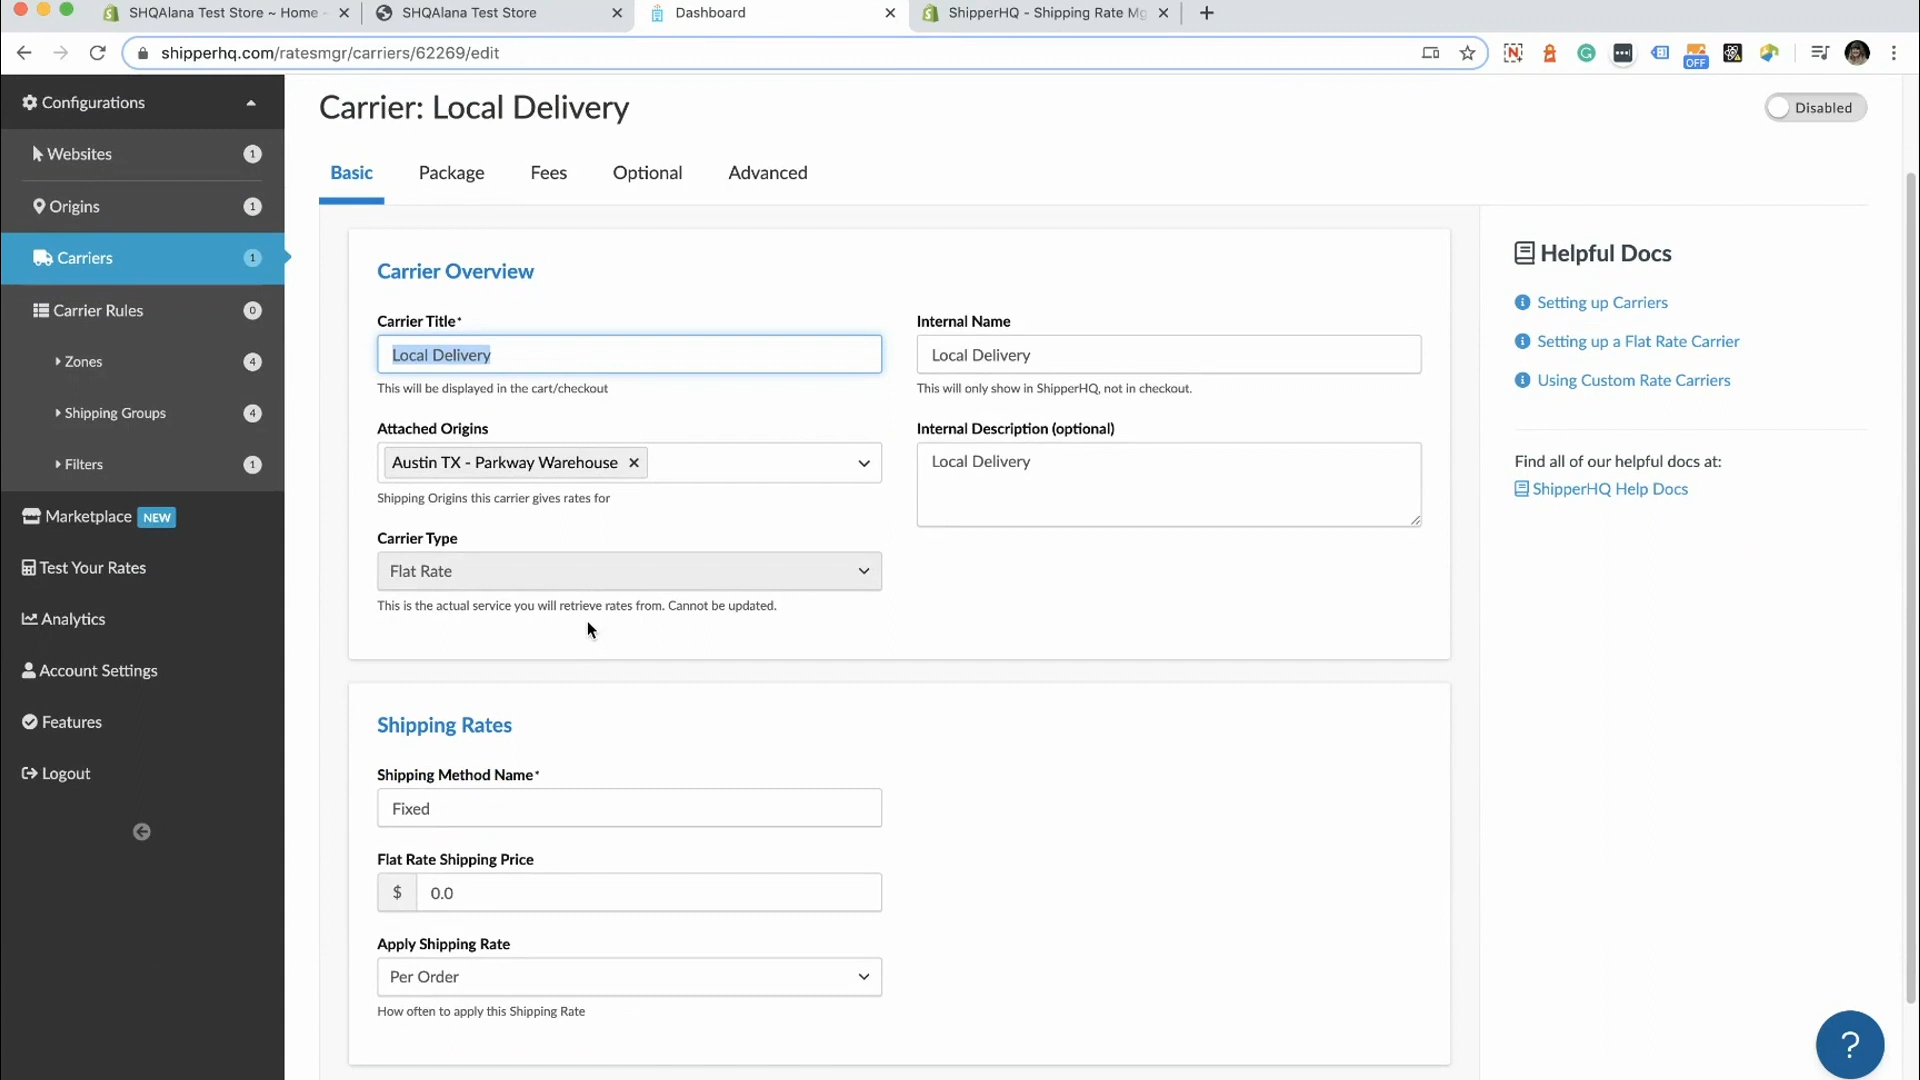 SHQAlana Test Store ~ Home
SHQAlana Test Store
Dashboard
ShipperHQ - Shipping Rate Mg
shipperhq.com/ratesmgr/carriers/62269/edit
OFF
Configurations
Websites 1
Origins 1
Carriers 1
Carrier Rules 0
Zones 4
Shipping Groups 4
Filters 1
Marketplace NEW
Test Your Rates
Analytics
Account Settings
Features
Logout
Carrier: Local Delivery
Disabled
Basic Package Fees Optional Advanced
Carrier Overview
Carrier Title*
Local Delivery
This will be displayed in the cart/checkout
Internal Name
Local Delivery
This will only show in ShipperHQ, not in checkout.
Attached Origins
Austin TX - Parkway Warehouse
Shipping Origins this carrier gives rates for
Internal Description (optional)
Local Delivery
Carrier Type
Flat Rate
This is the actual service you will retrieve rates from. Cannot be updated.
Shipping Rates
Shipping Method Name*
Fixed
Flat Rate Shipping Price
$ 0.0
Apply Shipping Rate
Per Order
How often to apply this Shipping Rate
Helpful Docs
Setting up Carriers
Setting up a Flat Rate Carrier
Using Custom Rate Carriers
Find all of our helpful docs at:
ShipperHQ Help Docs
?